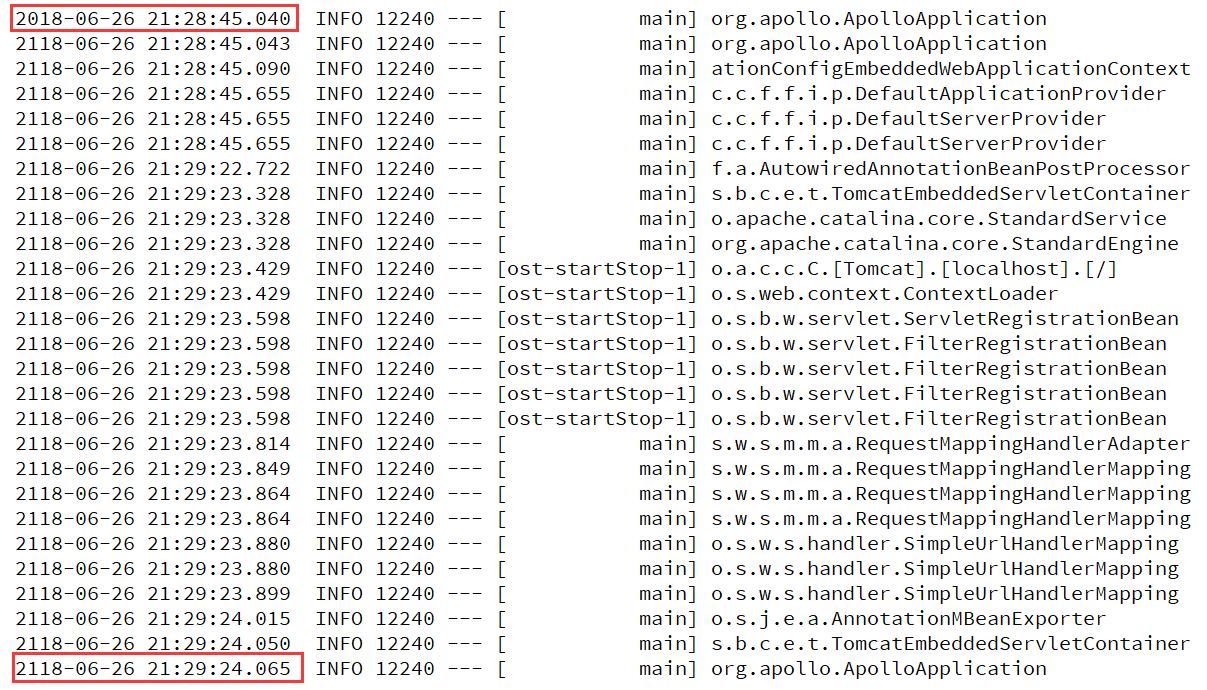 2018-06-26 21:28:45.040  INFO 12240 --- [           main] org.apollo.ApolloApplication
2118-06-26 21:28:45.043  INFO 12240 --- [           main] org.apollo.ApolloApplication
2118-06-26 21:28:45.090  INFO 12240 --- [           main] ationConfigEmbeddedWebApplicationContext
2118-06-26 21:28:45.655  INFO 12240 --- [           main] c.c.f.f.i.p.DefaultApplicationProvider
2118-06-26 21:28:45.655  INFO 12240 --- [           main] c.c.f.f.i.p.DefaultServerProvider
2118-06-26 21:28:45.655  INFO 12240 --- [           main] c.c.f.f.i.p.DefaultServerProvider
2118-06-26 21:29:22.722  INFO 12240 --- [           main] f.a.AutowiredAnnotationBeanPostProcessor
2118-06-26 21:29:23.328  INFO 12240 --- [           main] s.b.c.e.t.TomcatEmbeddedServletContainer
2118-06-26 21:29:23.328  INFO 12240 --- [           main] o.apache.catalina.core.StandardService
2118-06-26 21:29:23.328  INFO 12240 --- [           main] org.apache.catalina.core.StandardEngine
2118-06-26 21:29:23.429  INFO 12240 --- [ost-startStop-1] o.a.c.c.C.[Tomcat].[localhost].[/]
2118-06-26 21:29:23.429  INFO 12240 --- [ost-startStop-1] o.s.web.context.ContextLoader
2118-06-26 21:29:23.598  INFO 12240 --- [ost-startStop-1] o.s.b.w.servlet.ServletRegistrationBean
2118-06-26 21:29:23.598  INFO 12240 --- [ost-startStop-1] o.s.b.w.servlet.FilterRegistrationBean
2118-06-26 21:29:23.598  INFO 12240 --- [ost-startStop-1] o.s.b.w.servlet.FilterRegistrationBean
2118-06-26 21:29:23.598  INFO 12240 --- [ost-startStop-1] o.s.b.w.servlet.FilterRegistrationBean
2118-06-26 21:29:23.598  INFO 12240 --- [ost-startStop-1] o.s.b.w.servlet.FilterRegistrationBean
2118-06-26 21:29:23.814  INFO 12240 --- [           main] s.w.s.m.m.a.RequestMappingHandlerAdapter
2118-06-26 21:29:23.849  INFO 12240 --- [           main] s.w.s.m.m.a.RequestMappingHandlerMapping
2118-06-26 21:29:23.864  INFO 12240 --- [           main] s.w.s.m.m.a.RequestMappingHandlerMapping
2118-06-26 21:29:23.864  INFO 12240 --- [           main] s.w.s.m.m.a.RequestMappingHandlerMapping
2118-06-26 21:29:23.880  INFO 12240 --- [           main] o.s.w.s.handler.SimpleUrlHandlerMapping
2118-06-26 21:29:23.880  INFO 12240 --- [           main] o.s.w.s.handler.SimpleUrlHandlerMapping
2118-06-26 21:29:23.899  INFO 12240 --- [           main] o.s.w.s.handler.SimpleUrlHandlerMapping
2118-06-26 21:29:24.015  INFO 12240 --- [           main] o.s.j.e.a.AnnotationMBeanExporter
2118-06-26 21:29:24.050  INFO 12240 --- [           main] s.b.c.e.t.TomcatEmbeddedServletContainer
2118-06-26 21:29:24.065  INFO 12240 --- [           main] org.apollo.ApolloApplication